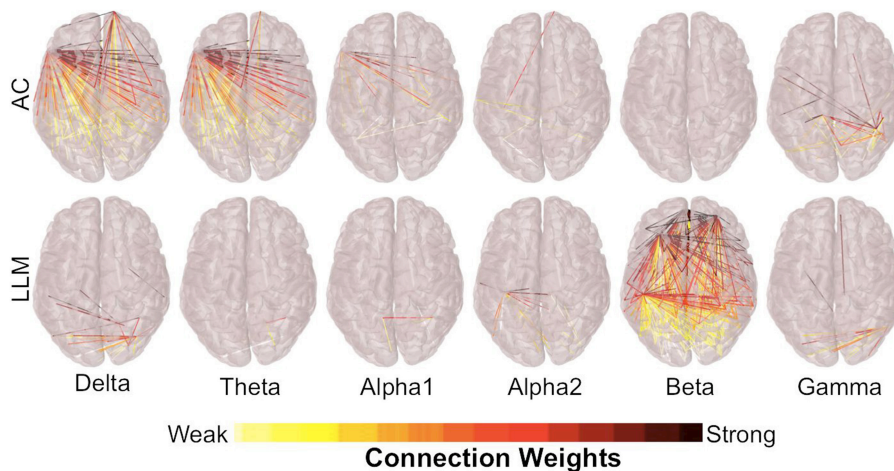 AC
LLM
Delta Theta Alpha1 Alpha2 Beta Gamma
Weak Strong
Connection Weights